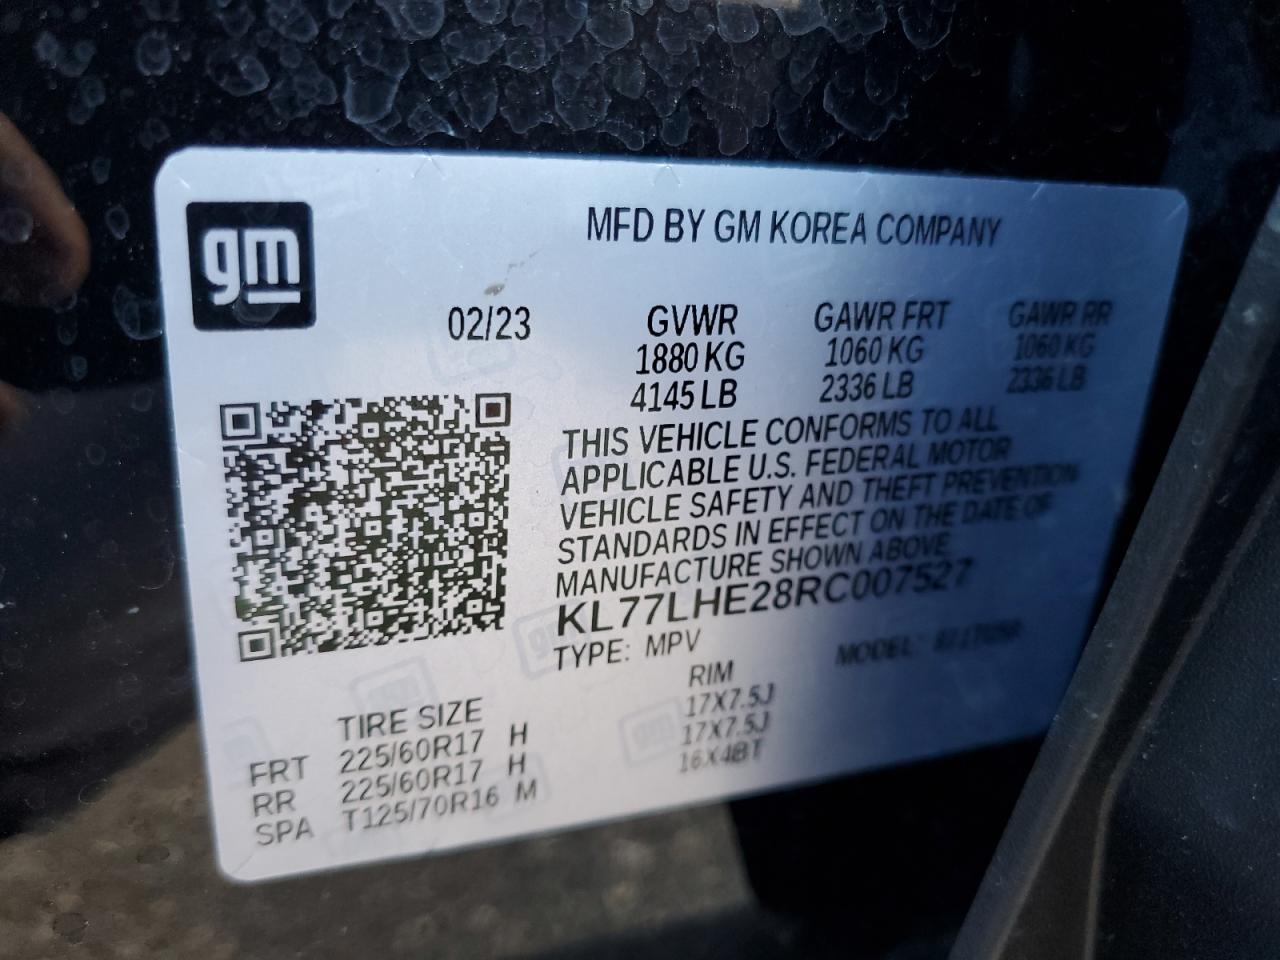 gm
MFD BY GM KOREA COMPANY
02/23 GVWR GAWR FRT GAWR RR
1880 KG 1060 KG 1060 KG
4145 LB 2336 LB 2336 LB
THIS VEHICLE CONFORMS TO ALL
APPLICABLE U.S. FEDERAL MOTOR
VEHICLE SAFETY AND THEFT PREVENTION
STANDARDS IN EFFECT ON THE DATE OF
MANUFACTURE SHOWN ABOVE
KL77LHE28RC007527
TYPE: MPV MODEL:
TIRE SIZE RIM
FRT 225/60R17 H 17X7.5J
RR 225/60R17 H 17X7.5J
SPA T125/70R16 M 16X4BT